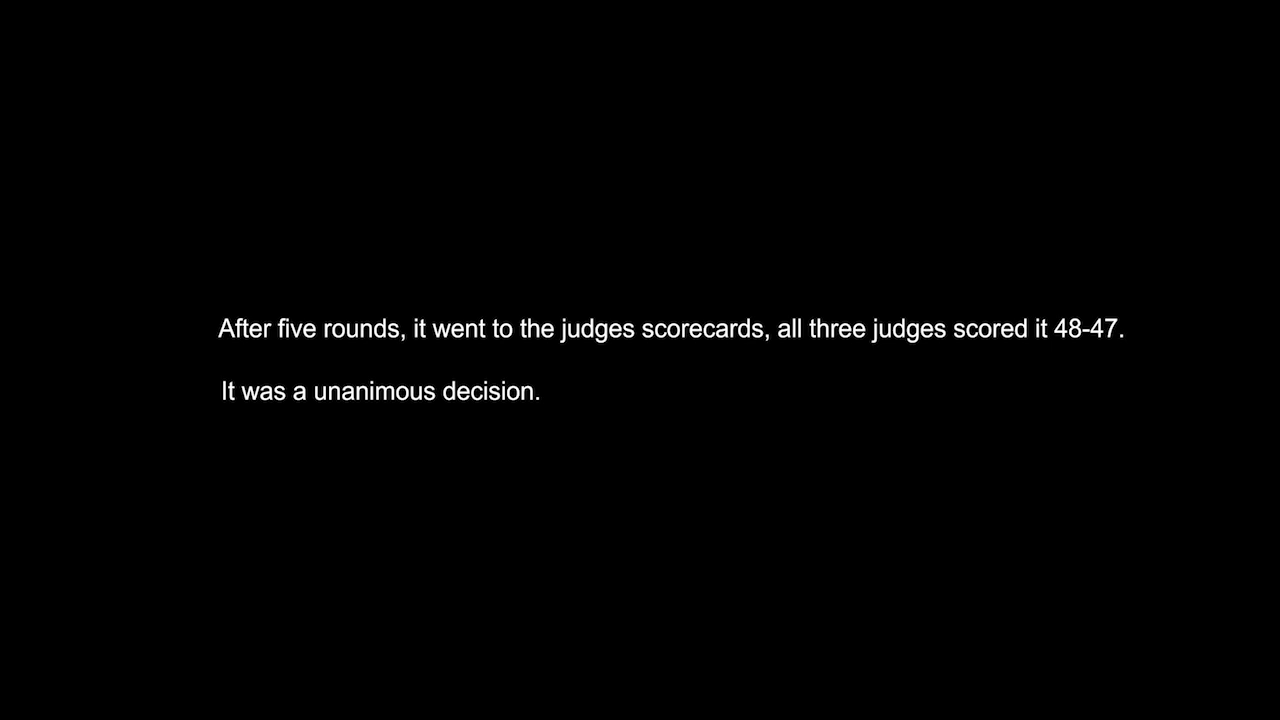 After five rounds, it went to the judges scorecards, all three judges scored it 48-47.
It was a unanimous decision.